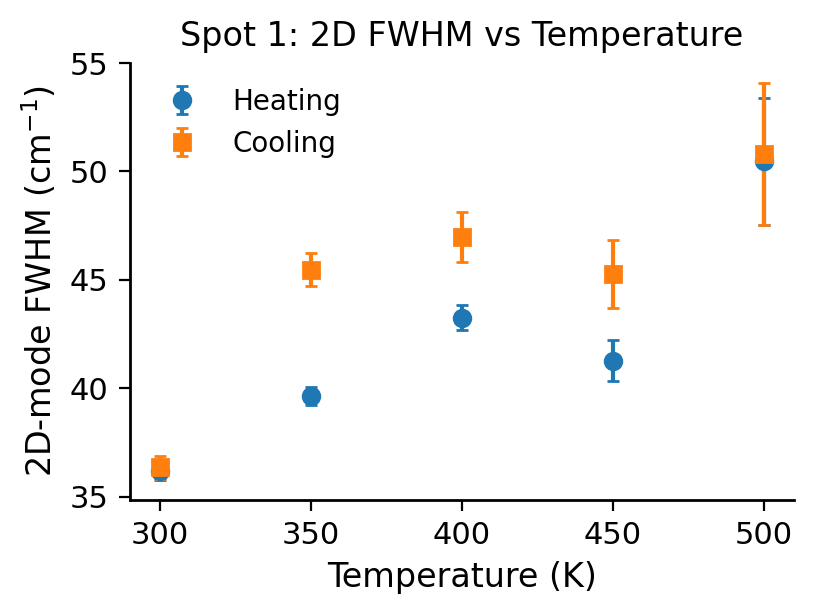 Spot 1: 2D FWHM vs Temperature
55
50
45
40
35
2D-mode FWHM (cm⁻¹)
Heating
Cooling
300 350 400 450 500
Temperature (K)